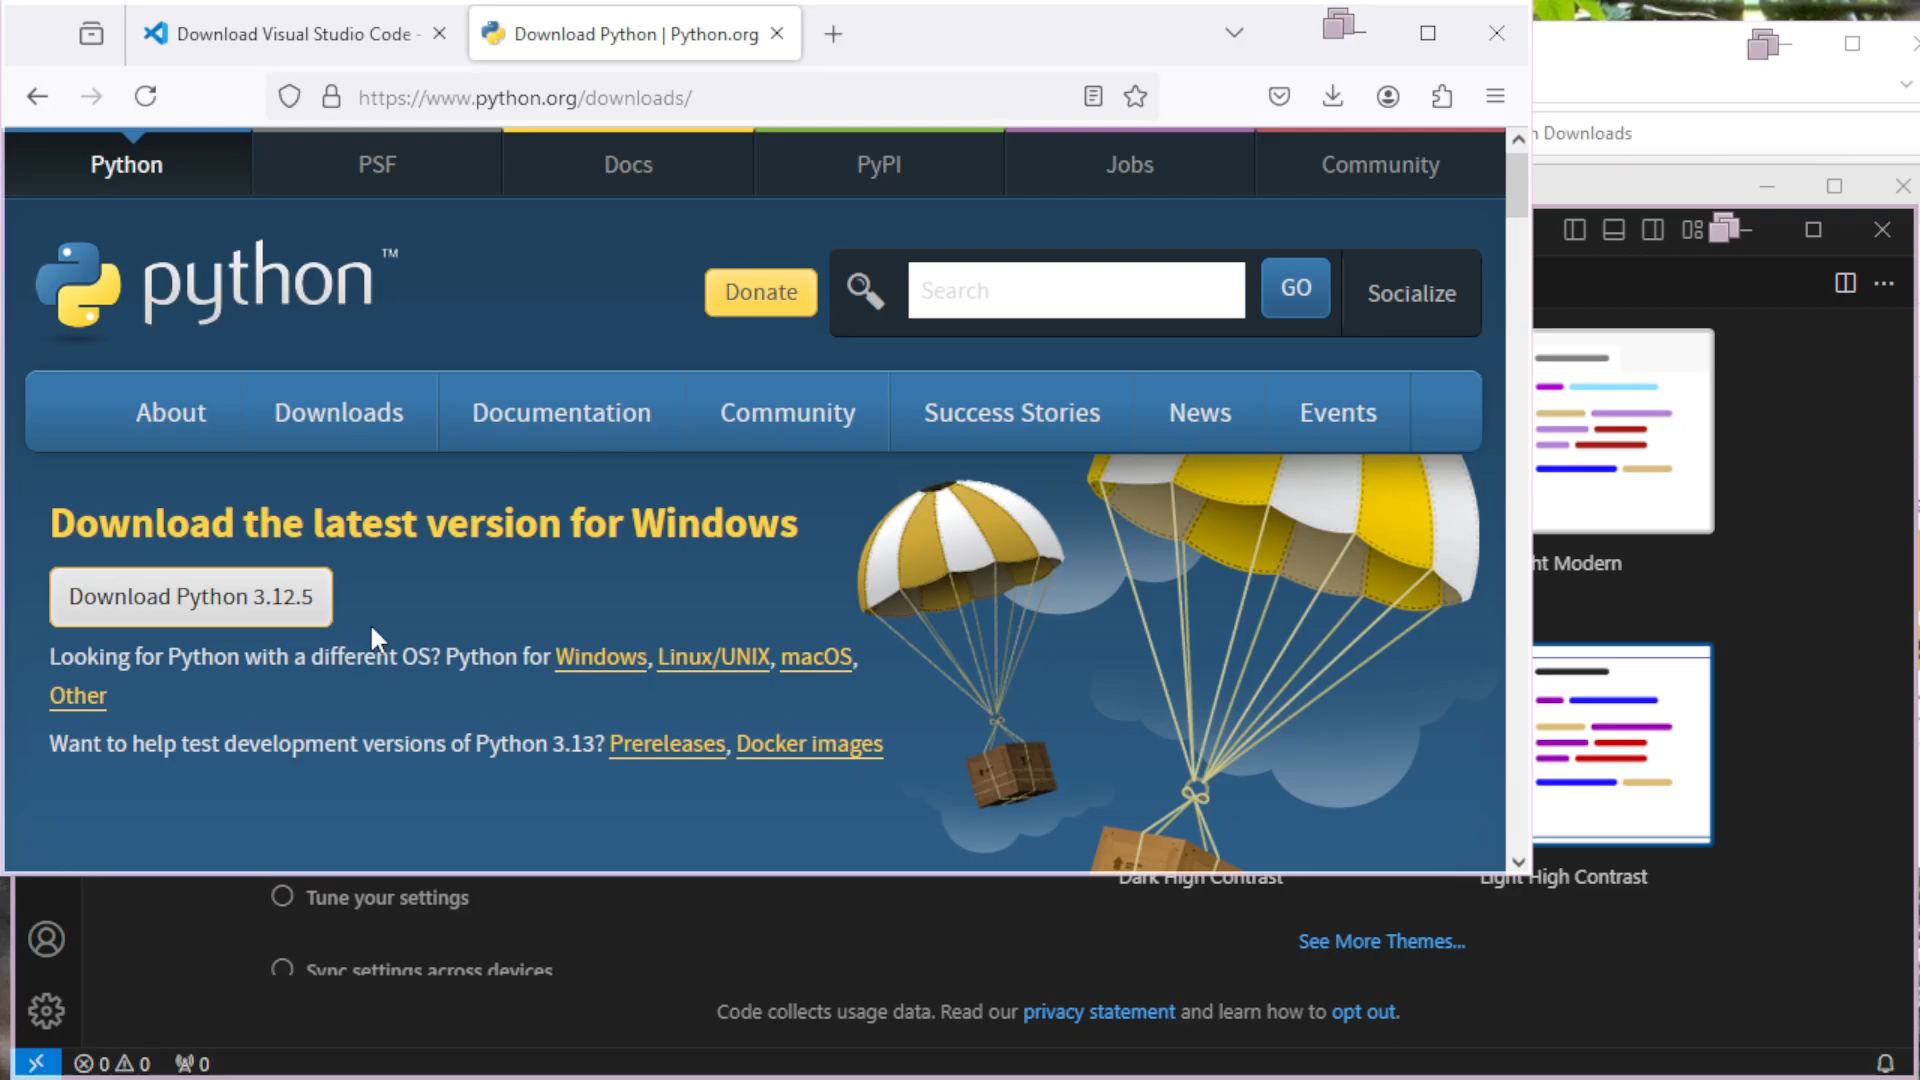 Download Visual Studio Code -
Download Python | Python.org
https://www.python.org/downloads/
Downloads
Python
PSF
Docs
PyPI
Jobs
Community
python™
Donate
Search
GO
Socialize
About
Downloads
Documentation
Community
Success Stories
News
Events
Download the latest version for Windows
Download Python 3.12.5
Looking for Python with a different OS? Python for Windows, Linux/UNIX, macOS,
Other
Want to help test development versions of Python 3.13? Prereleases, Docker images
Modern
Dark High Contrast
Light High Contrast
Tune your settings
See More Themes...
Sync settings across devices
Code collects usage data. Read our privacy statement and learn how to opt out.
0 0 0